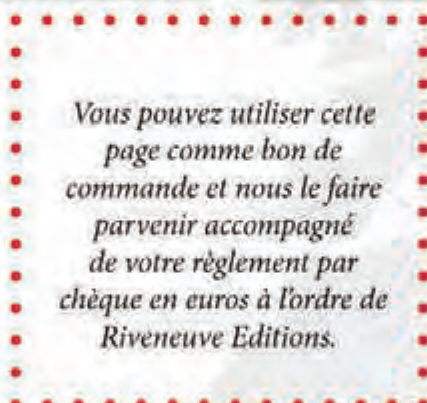 Vous pouvez utiliser cette
page comme bon de
commande et nous le faire
parvenir accompagné
de votre règlement par
chèque en euros à l'ordre de
Riveneuve Editions.